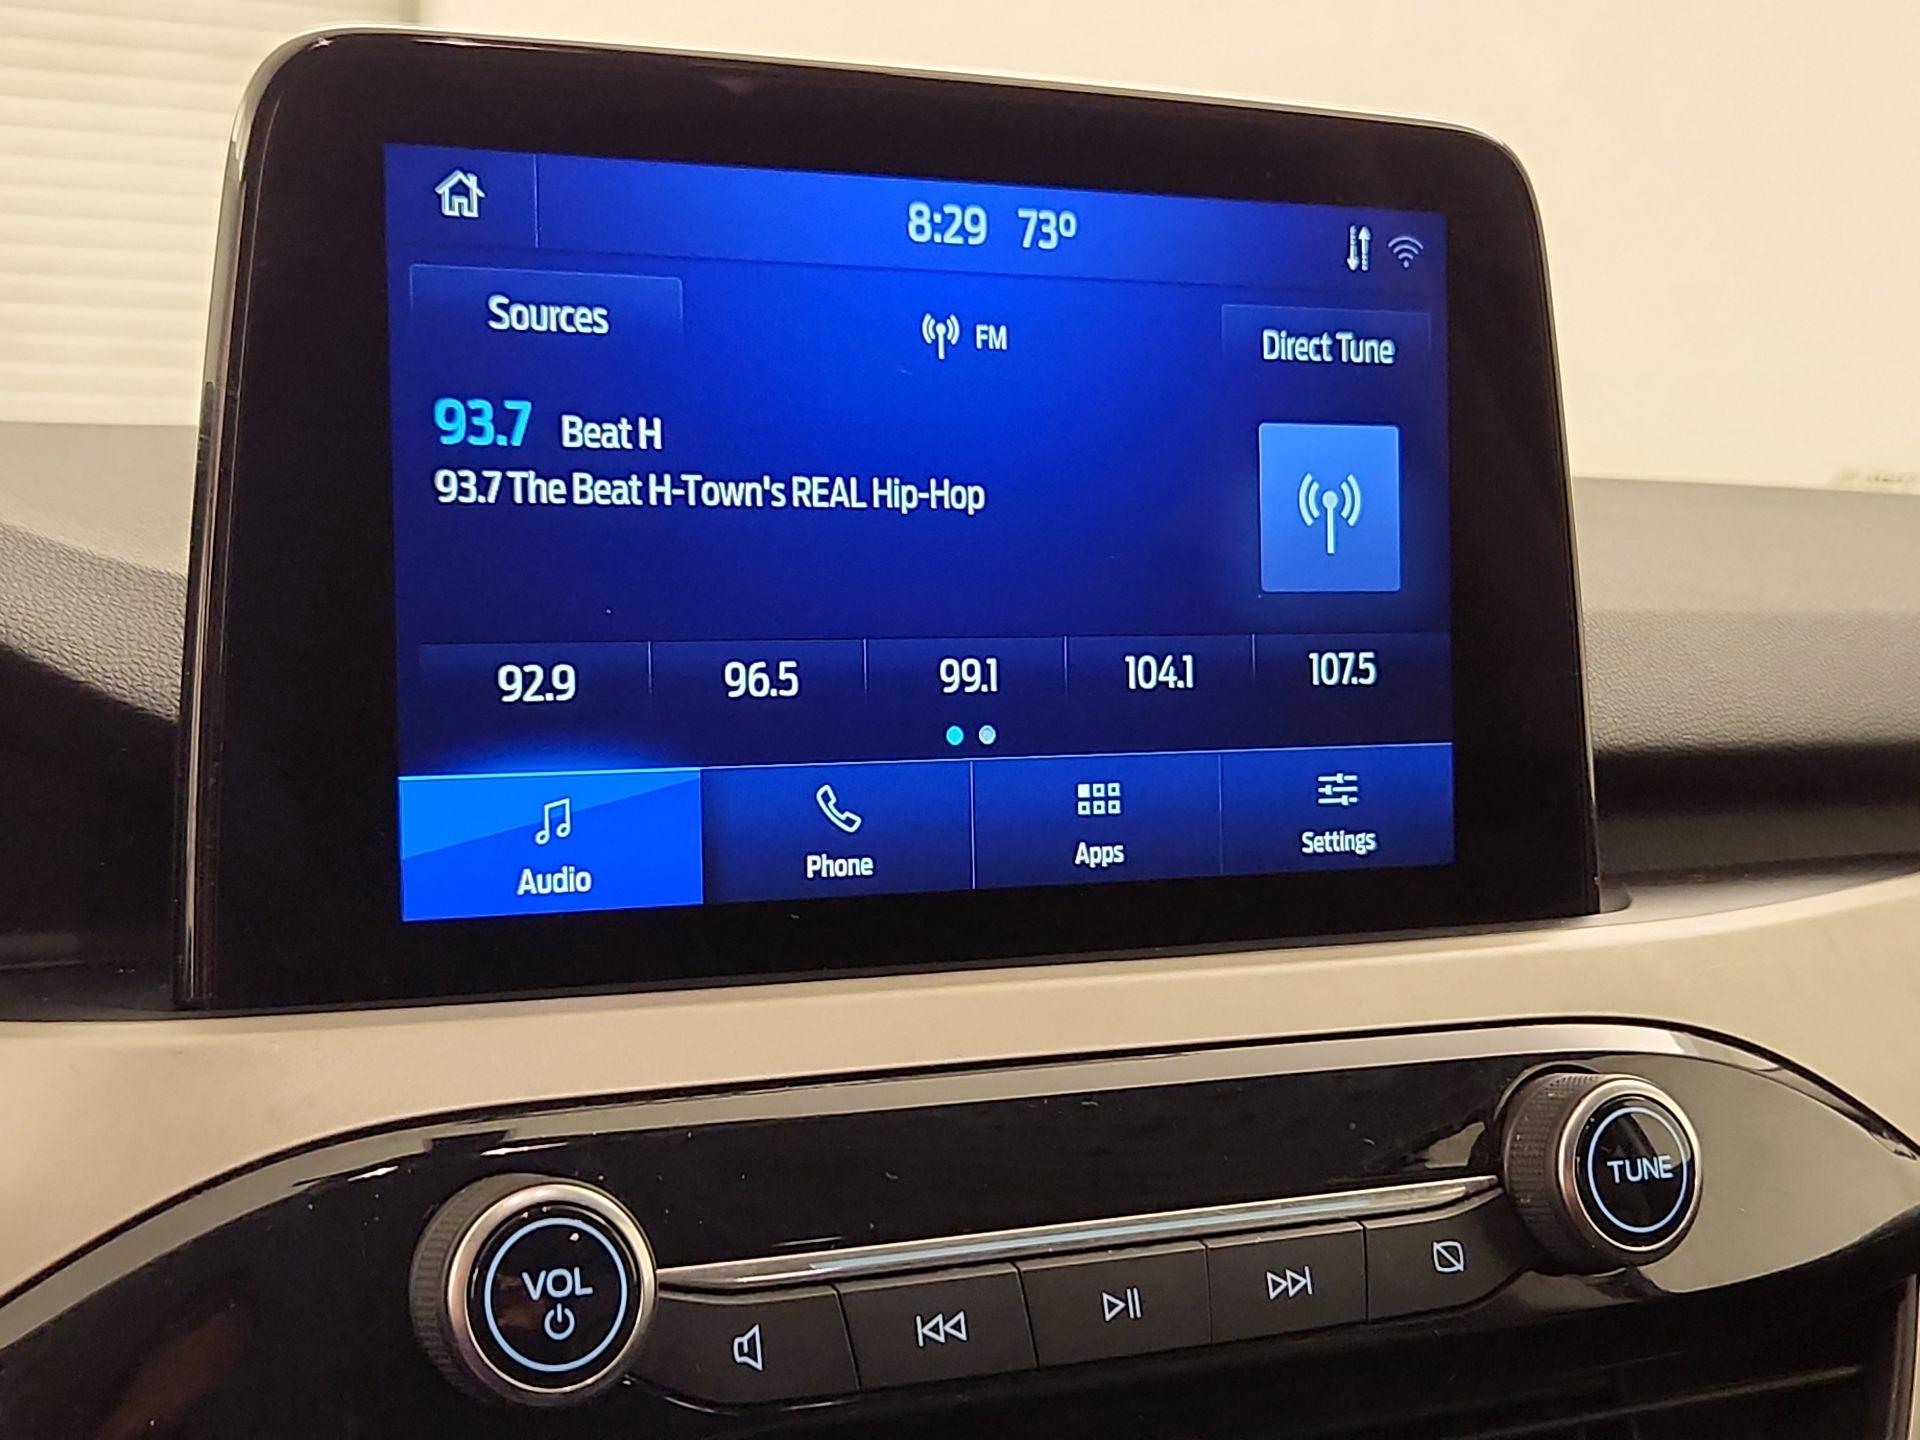 8:29 73°
Sources
FM
Direct Tune
93.7 Beat H
93.7 The Beat H-Town's REAL Hip-Hop
92.9 96.5 99.1 104.1 107.5
Audio Phone Apps Settings
TUNE
VOL